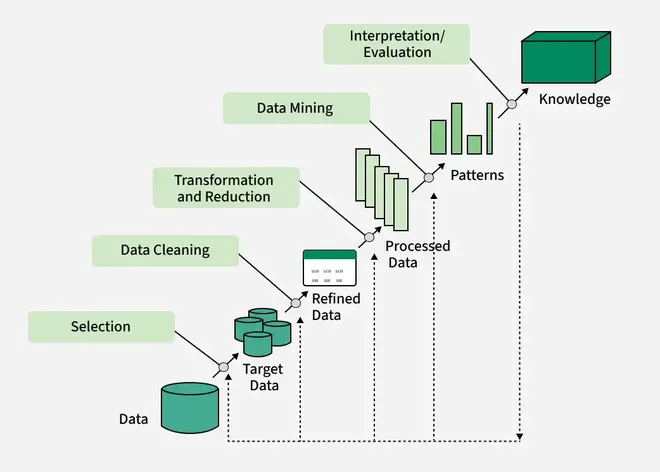 Interpretation/
Evaluation
Knowledge
Data Mining
Patterns
Transformation
and Reduction
Processed
Data
Data Cleaning
Refined
Data
Selection
Target
Data
Data